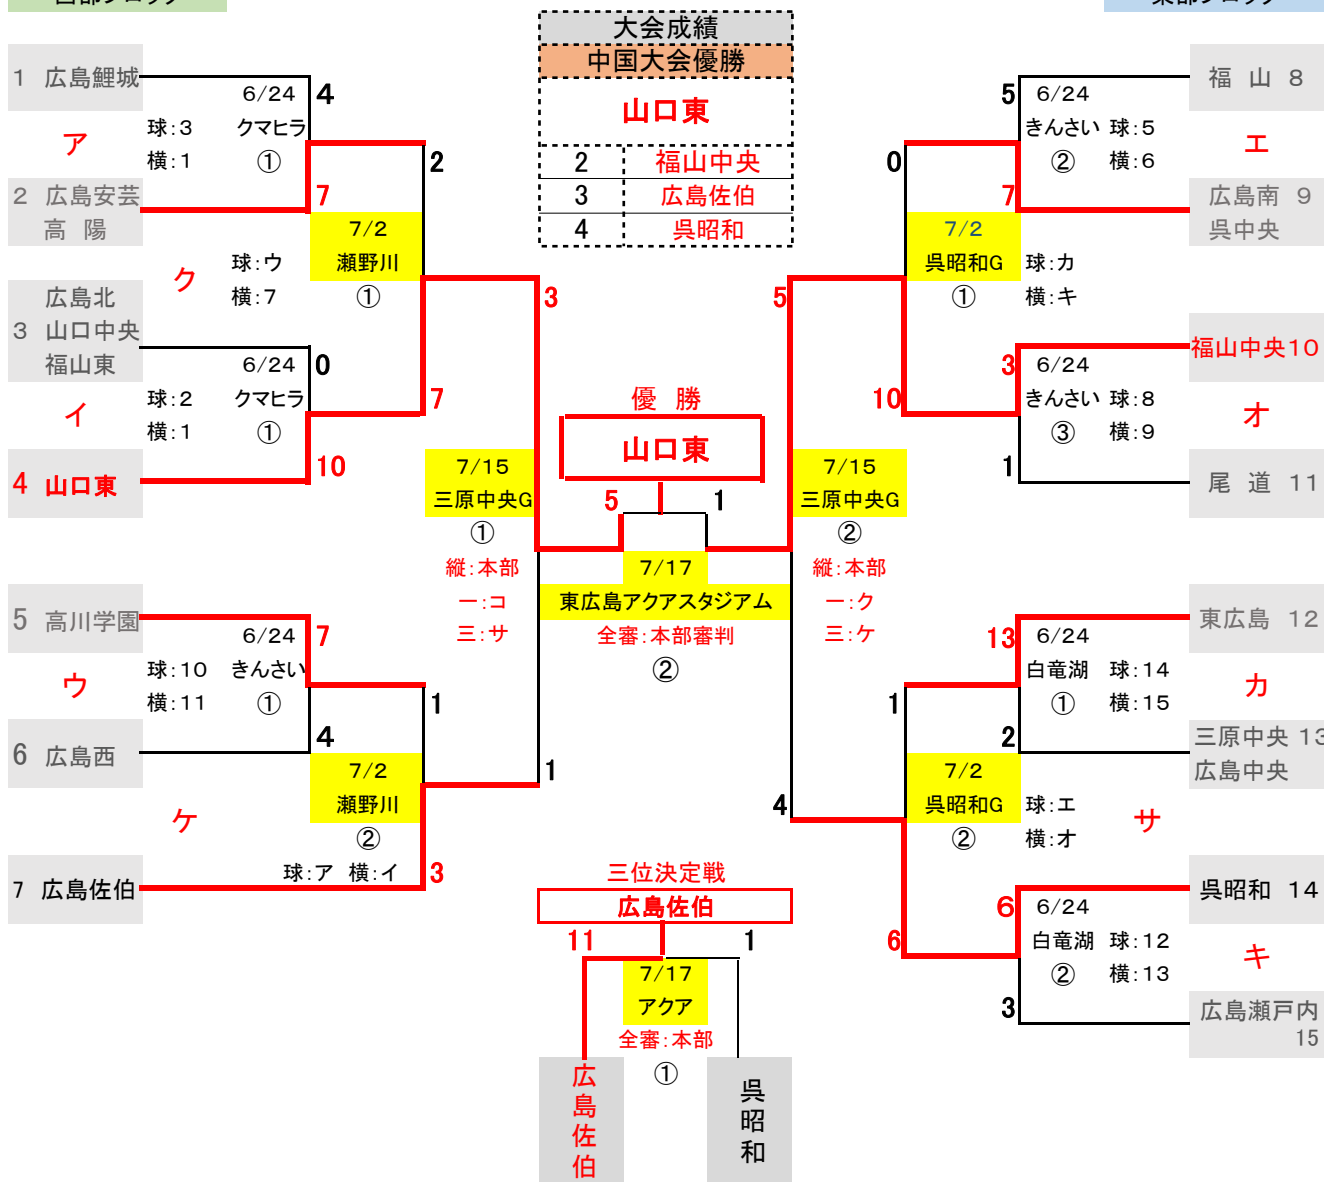 大会成績
中国大会優勝
山口東
2 福山中央
3 広島佐伯
4 呉昭和
1 広島鯉城
6/24 4
球:3 クマヒラ
ア
横:1 ①
2
2 広島安芸
高 陽
7
7/2
瀬野川
①
球:ウ
ク
横:7
広島北
3 山口中央
福山東
6/24 0
球:2 クマヒラ
イ
横:1 ①
7
4 山口東
10
3
7/15
三原中央G
①
縦:本部
一:コ
三:サ
5 高川学園
7
6/24
球:10 きんさい
ウ
横:11 ①
1
6 広島西
4
7/2
瀬野川
②
ケ
球:ア 横:イ
7 広島佐伯
3
1
優 勝
山口東
5 1
7/17
東広島アクアスタジアム
全審:本部審判
②
福 山 8
5 6/24
きんさい 球:5
② 横:6
エ
0
7
広島南 9
呉中央
7/2
呉昭和G 球:カ
① 横:キ
5
福山中央10
3 6/24
きんさい 球:8
③ 横:9
オ
10
1
尾 道 11
7/15
三原中央G
②
縦:本部
一:ク
三:ケ
東広島 12
13 6/24
白竜湖 球:14
① 横:15
カ
1
2
三原中央 13
広島中央
7/2
呉昭和G 球:エ
② 横:オ
サ
4
呉昭和 14
6 6/24
白竜湖 球:12
② 横:13
キ
6
3
広島瀬戸内
15
三位決定戦
広島佐伯
11 1
7/17
アクア
全審:本部
①
広島佐伯
呉昭和